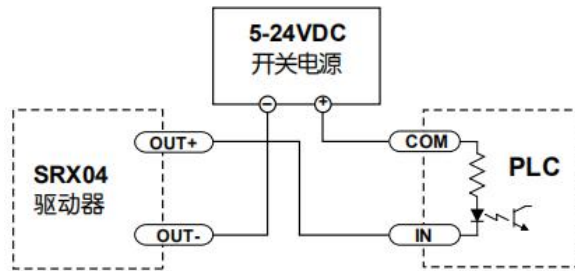 5-24VDC
开关电源
− +
OUT+
COM
SRX04
驱动器
PLC
OUT-
IN